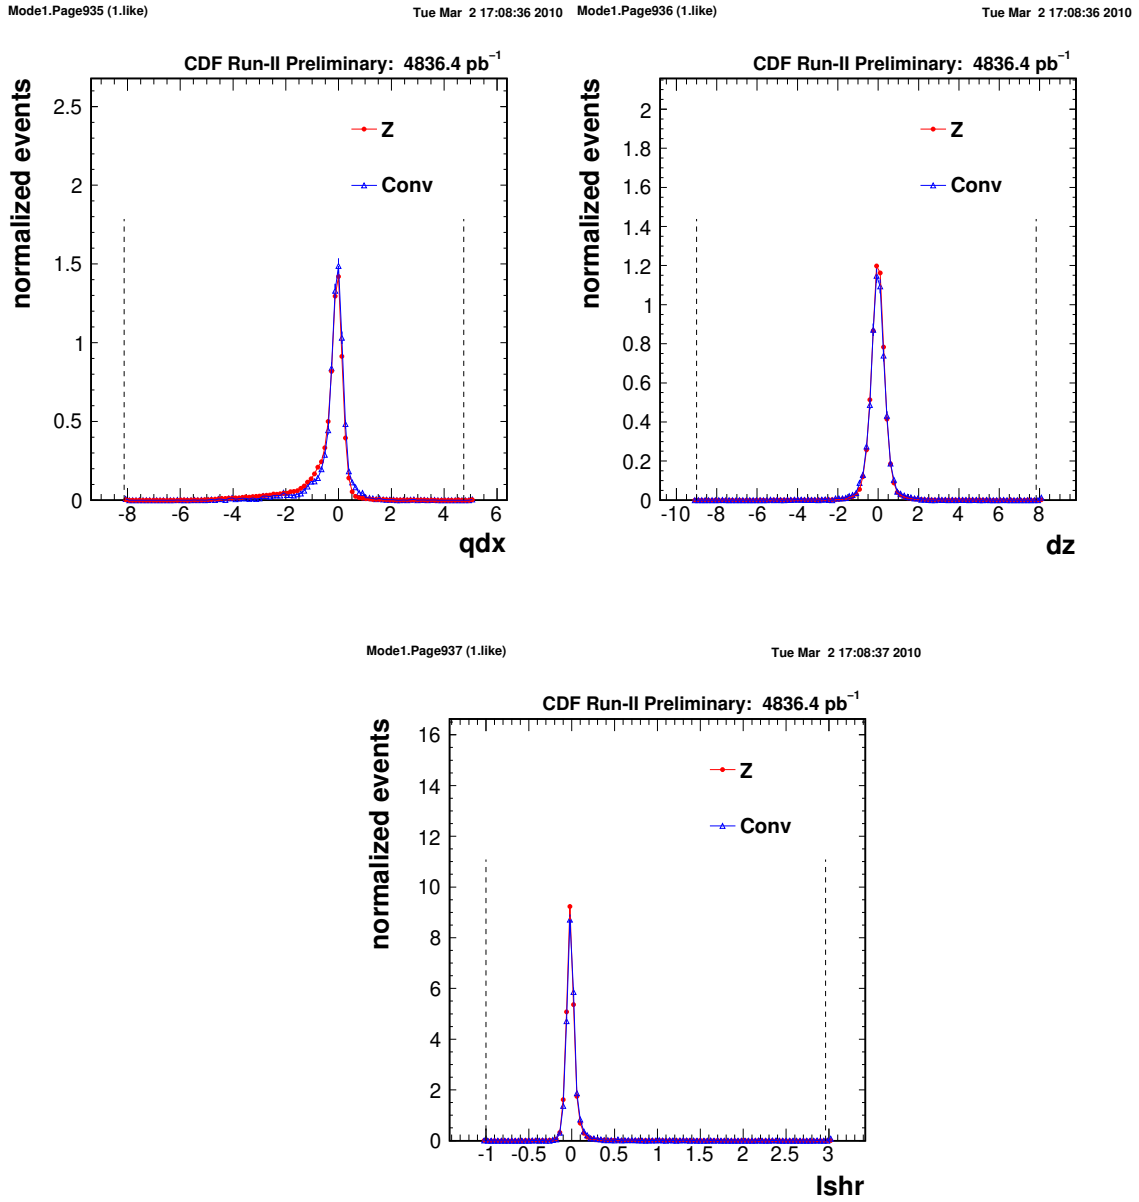 Mode1.Page935 (1.like) Tue Mar 2 17:08:36 2010
CDF Run-II Preliminary: 4836.4 pb⁻¹
normalized events
2.5
2
1.5
1
0.5
0
Z
Conv
-8 -6 -4 -2 0 2 4 6
qdx
Mode1.Page936 (1.like) Tue Mar 2 17:08:36 2010
CDF Run-II Preliminary: 4836.4 pb⁻¹
normalized events
2
1.8
1.6
1.4
1.2
1
0.8
0.6
0.4
0.2
0
Z
Conv
-10 -8 -6 -4 -2 0 2 4 6 8
dz
Mode1.Page937 (1.like) Tue Mar 2 17:08:37 2010
CDF Run-II Preliminary: 4836.4 pb⁻¹
normalized events
16
14
12
10
8
6
4
2
0
Z
Conv
-1 -0.5 0 0.5 1 1.5 2 2.5 3
lshr